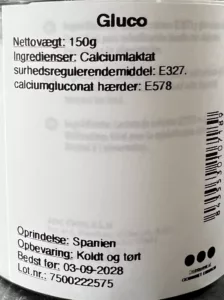 Gluco
Nettovægt: 150g
Ingredienser: Calciumlaktat
surhedsregulerendemiddel: E327.
calciumgluconat hærder: E578
Oprindelse: Spanien
Opbevaring: Koldt og tørt
Bedst før: 03-09-2028
Lot.nr.: 7500222575